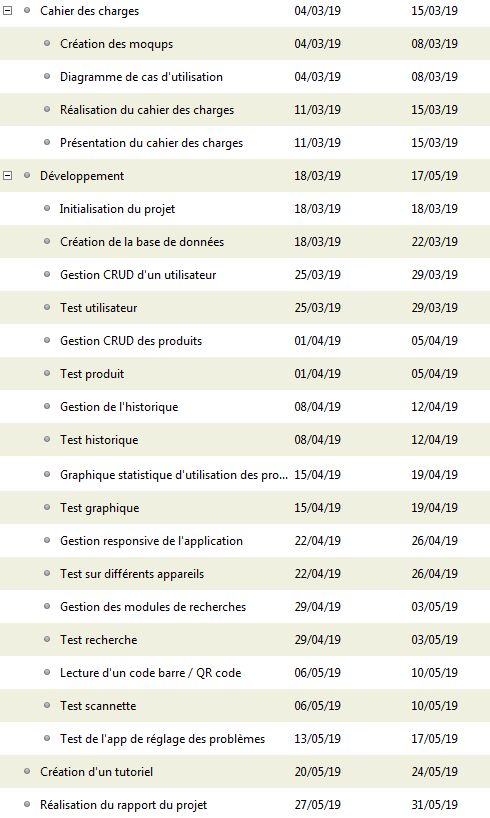 Cahier des charges 04/03/19 15/03/19
Création des moqups 04/03/19 08/03/19
Diagramme de cas d'utilisation 04/03/19 08/03/19
Réalisation du cahier des charges 11/03/19 15/03/19
Présentation du cahier des charges 11/03/19 15/03/19
Développement 18/03/19 17/05/19
Initialisation du projet 18/03/19 18/03/19
Création de la base de données 18/03/19 22/03/19
Gestion CRUD d'un utilisateur 25/03/19 29/03/19
Test utilisateur 25/03/19 29/03/19
Gestion CRUD des produits 01/04/19 05/04/19
Test produit 01/04/19 05/04/19
Gestion de l'historique 08/04/19 12/04/19
Test historique 08/04/19 12/04/19
Graphique statistique d'utilisation des pro... 15/04/19 19/04/19
Test graphique 15/04/19 19/04/19
Gestion responsive de l'application 22/04/19 26/04/19
Test sur différents appareils 22/04/19 26/04/19
Gestion des modules de recherches 29/04/19 03/05/19
Test recherche 29/04/19 03/05/19
Lecture d'un code barre / QR code 06/05/19 10/05/19
Test scannette 06/05/19 10/05/19
Test de l'app de réglage des problèmes 13/05/19 17/05/19
Création d'un tutoriel 20/05/19 24/05/19
Réalisation du rapport du projet 27/05/19 31/05/19